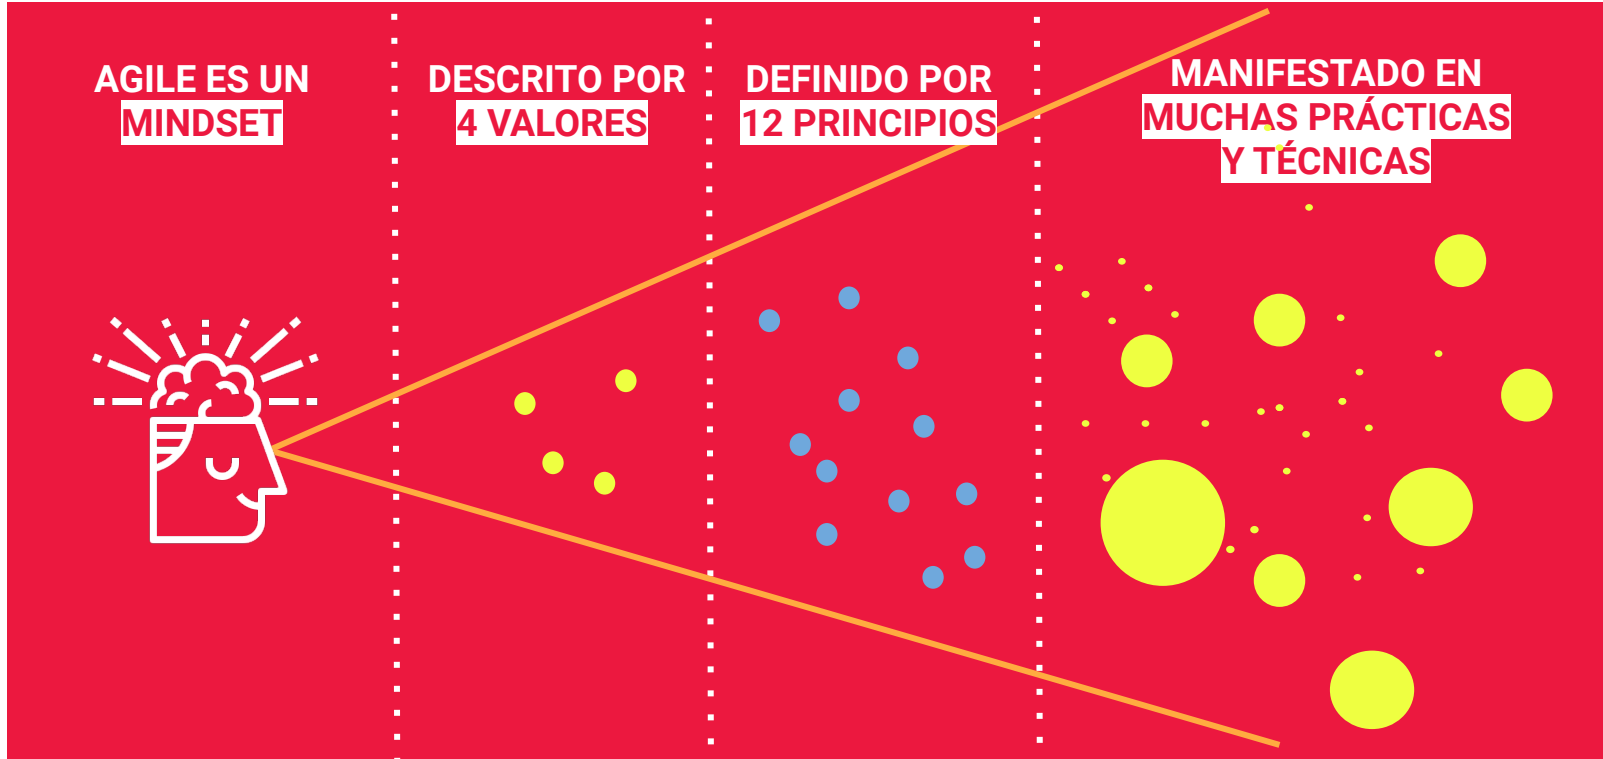 AGILE ES UN
MINDSET
DESCRITO POR
4 VALORES
DEFINIDO POR
12 PRINCIPIOS
MANIFESTADO EN
MUCHAS PRÁCTICAS
Y TÉCNICAS